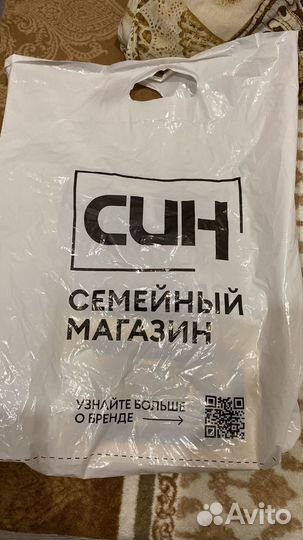 СИН
СЕМЕЙНЫЙ
МАГАЗИН
УЗНАЙТЕ БОЛЬШЕ
О БРЕНДЕ
Avito